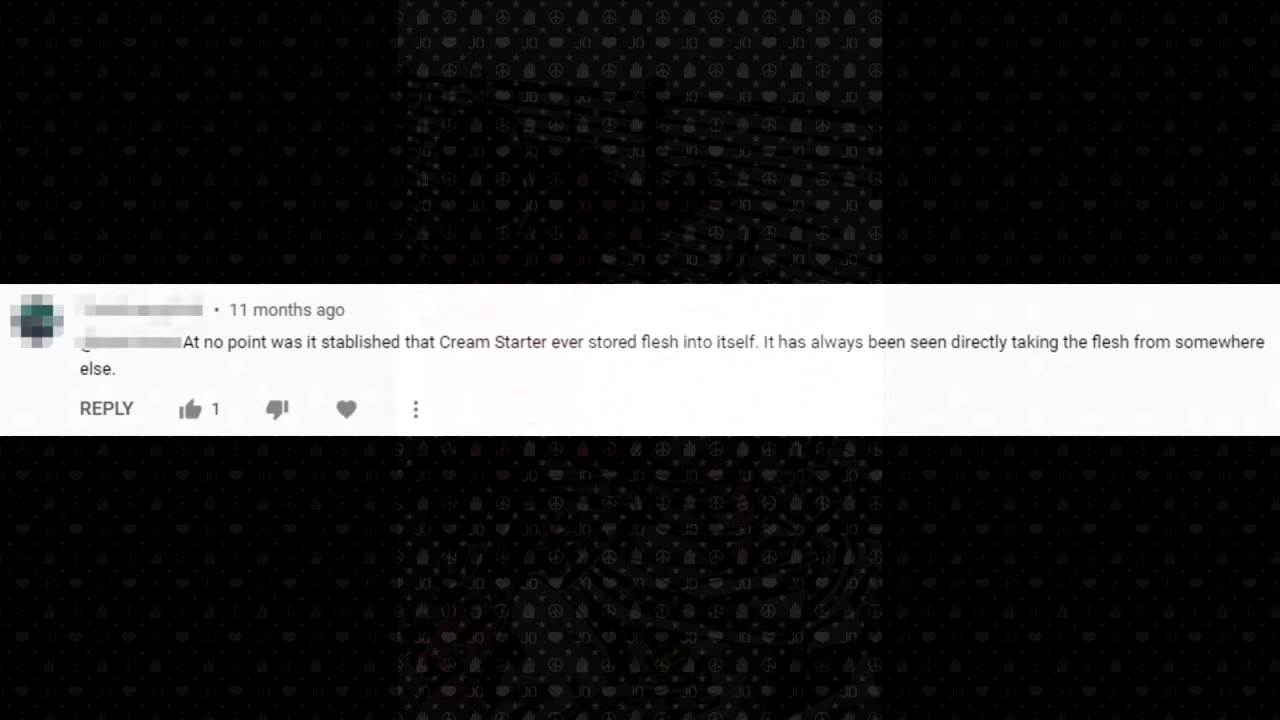 • 11 months ago
At no point was it stablished that Cream Starter ever stored flesh into itself. It has always been seen directly taking the flesh from somewhere
else.
REPLY 1